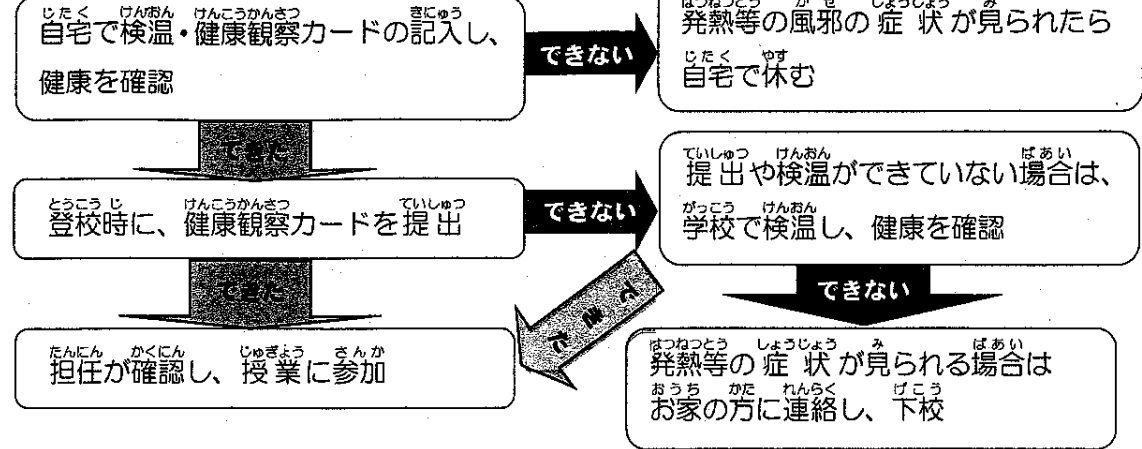 自宅で検温・健康観察カードの記入し、
健康を確認
できない
発熱等の風邪の症状が見られたら
自宅で休む
できた
登校時に、健康観察カードを提出
できない
提出や検温ができていない場合は、
学校で検温し、健康を確認
できた
できた
できない
担任が確認し、授業に参加
発熱等の症状が見られる場合は
お家の方に連絡し、下校